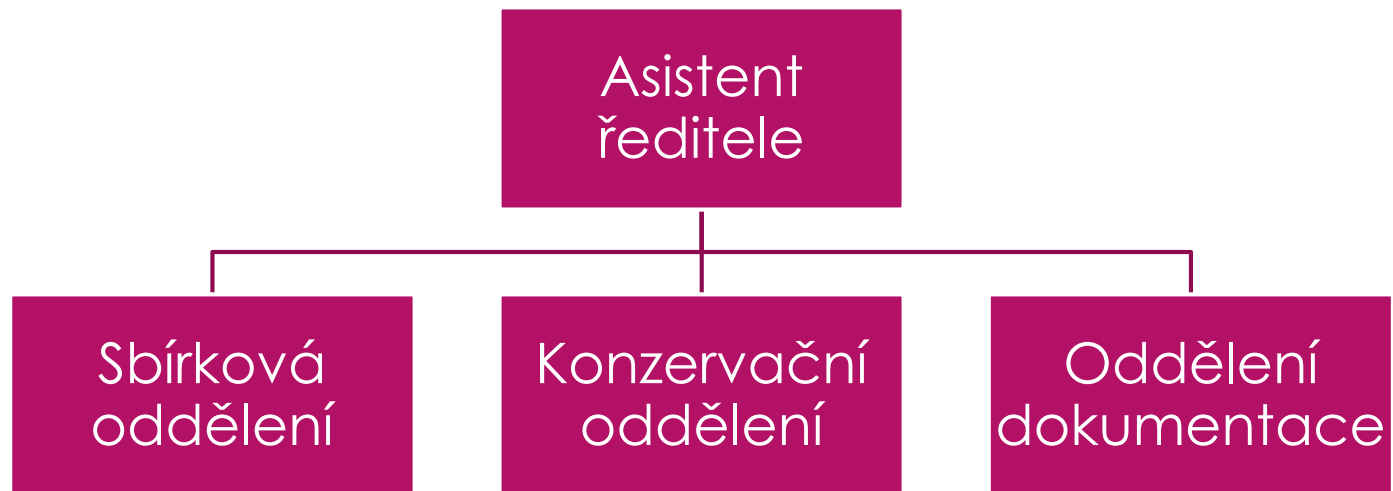 Asistent
ředitele
Sbírková
oddělení
Konzervační
oddělení
Oddělení
dokumentace